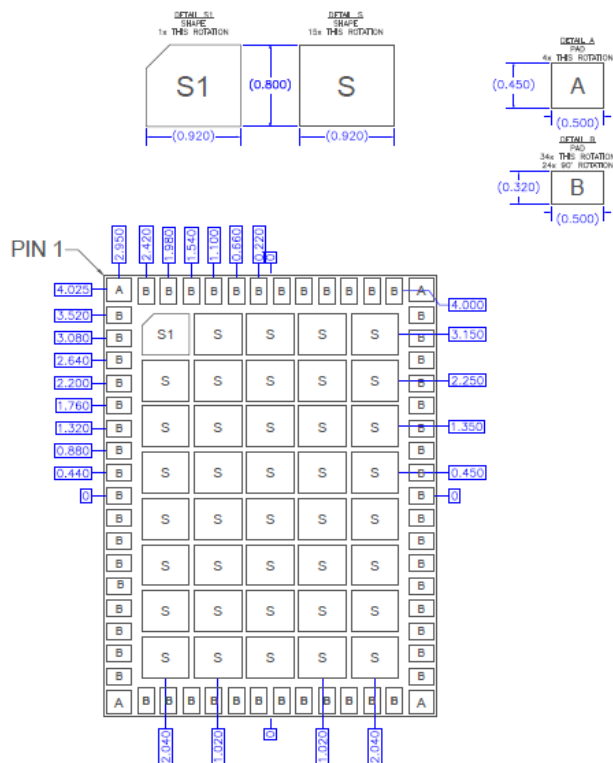 DETAIL S1
SHAPE
1x THIS ROTATION
DETAIL S
SHAPE
15x THIS ROTATION
DETAIL A
PAD
4x THIS ROTATION
S1
(0.800)
S
(0.450)
A
(0.920)
(0.920)
(0.500)
DETAIL B
PAD
34x THIS ROTATION
24x 90° ROTATION
(0.320)
B
(0.500)
PIN 1
2.950
2.420
1.980
1.540
1.100
0.660
0.220
0
4.025
A B B B B B B B B B B B B A
4.000
3.520
B B
3.080
B S1 S S S S B
3.150
2.640
B B
2.200
B S S S S S B
2.250
1.760
B B
1.320
B S S S S S B
1.350
0.880
B B
0.440
B S S S S S B
0.450
0
B B
0
B S S S S S B
B B
B S S S S S B
B B
B S S S S S B
B B
B S S S S S B
B B
A B B B B B B B B B B B B A
2.040
1.020
0
1.020
2.040